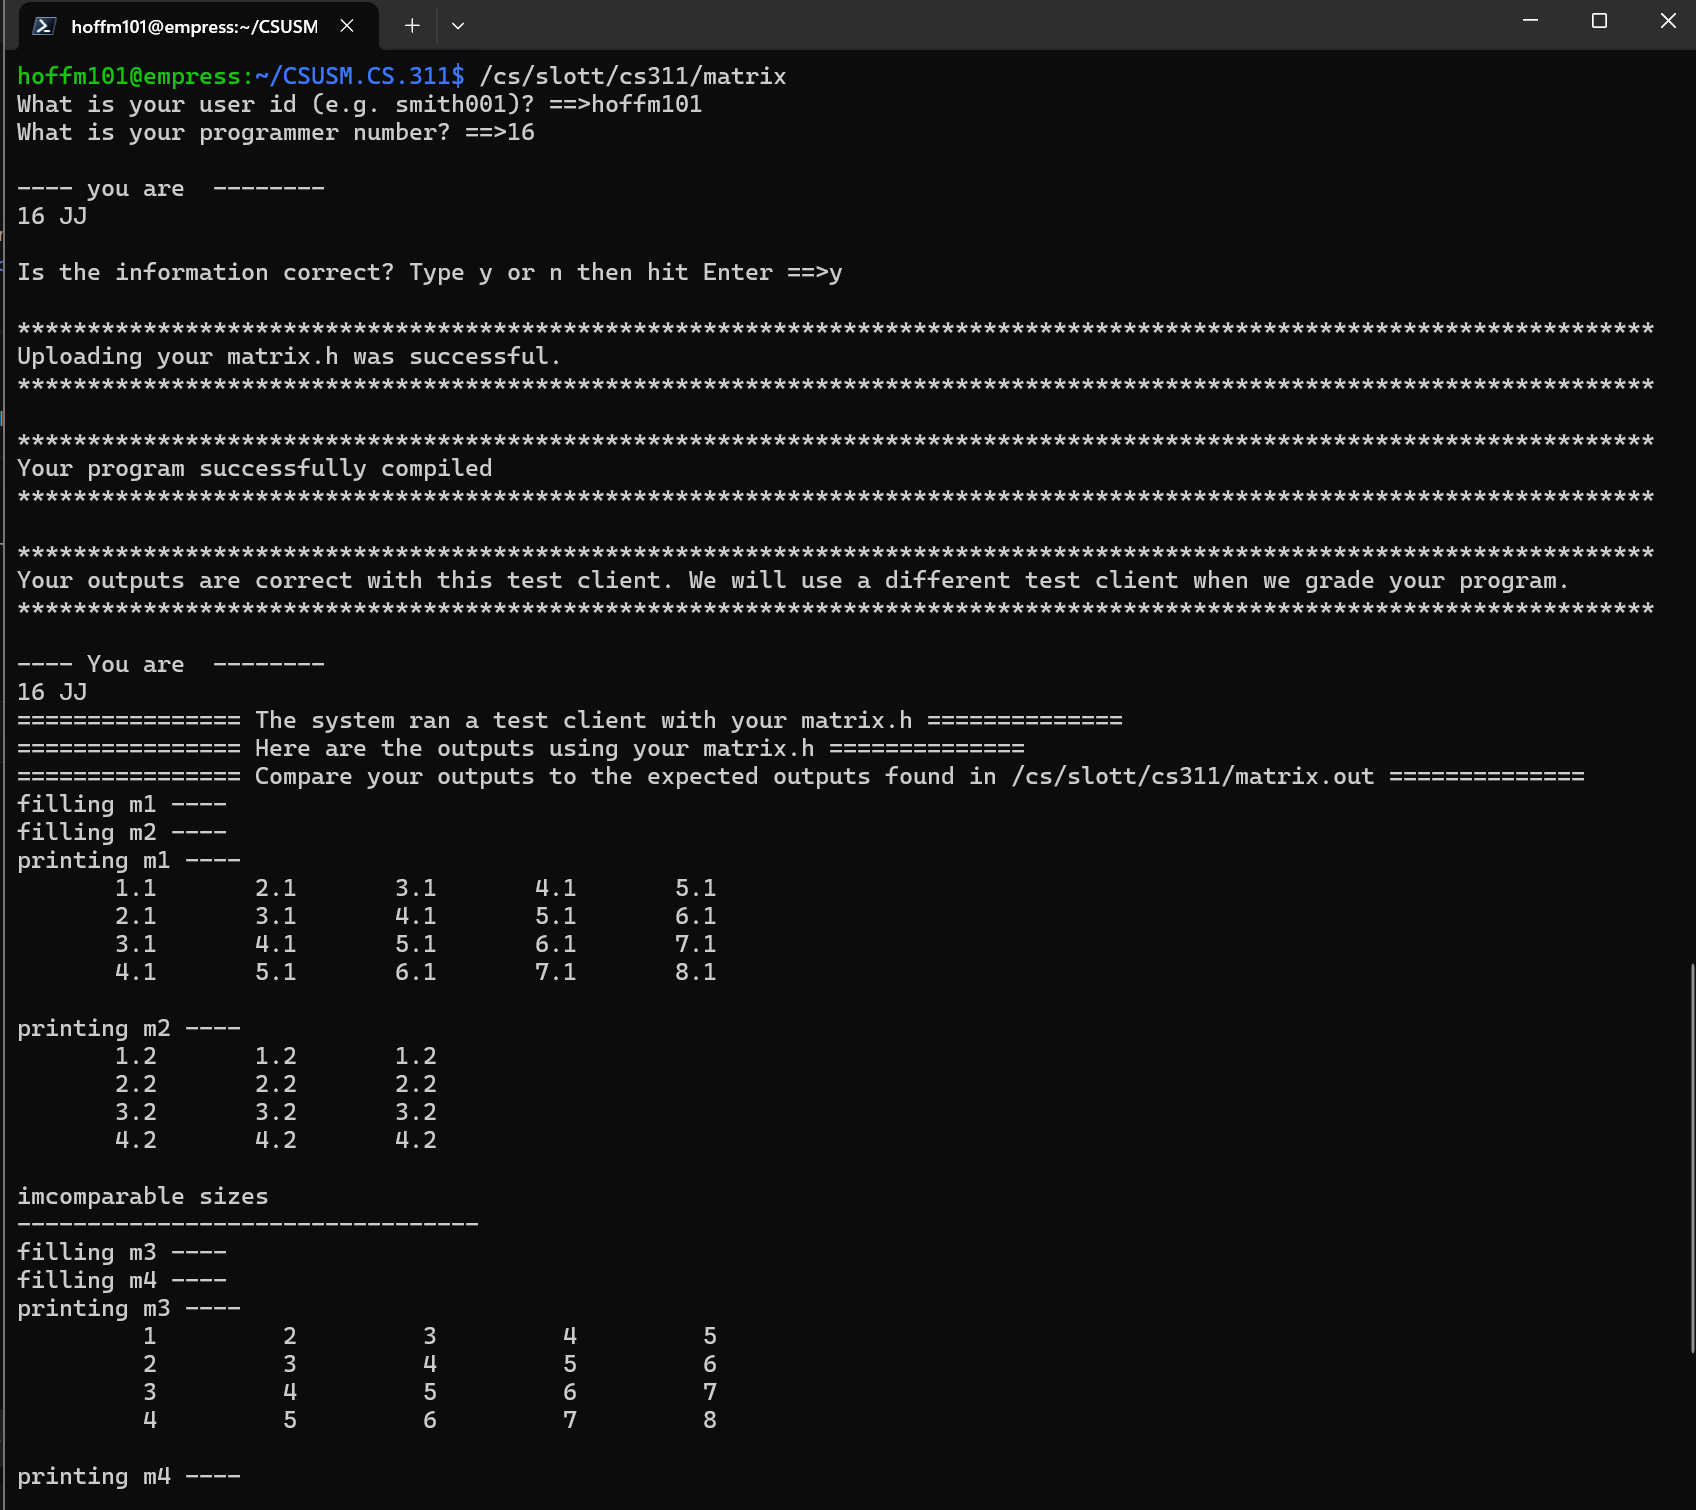 hoffm101@empress:~/CSUSM
hoffm101@empress:~/CSUSM.CS.311$ /cs/slott/cs311/matrix
What is your user id (e.g. smith001)? ==>hoffm101
What is your programmer number? ==>16
---- you are  --------
16 JJ
Is the information correct? Type y or n then hit Enter ==>y
*********************************************************************************************************************
Uploading your matrix.h was successful.
*********************************************************************************************************************
*********************************************************************************************************************
Your program successfully compiled
*********************************************************************************************************************
*********************************************************************************************************************
Your outputs are correct with this test client. We will use a different test client when we grade your program.
*********************************************************************************************************************
---- You are  --------
16 JJ
================ The system ran a test client with your matrix.h ==============
================ Here are the outputs using your matrix.h ==============
================ Compare your outputs to the expected outputs found in /cs/slott/cs311/matrix.out ==============
filling m1 ----
filling m2 ----
printing m1 ----
       1.1       2.1       3.1       4.1       5.1
       2.1       3.1       4.1       5.1       6.1
       3.1       4.1       5.1       6.1       7.1
       4.1       5.1       6.1       7.1       8.1
printing m2 ----
       1.2       1.2       1.2
       2.2       2.2       2.2
       3.2       3.2       3.2
       4.2       4.2       4.2
imcomparable sizes
---------------------------------
filling m3 ----
filling m4 ----
printing m3 ----
         1         2         3         4         5
         2         3         4         5         6
         3         4         5         6         7
         4         5         6         7         8
printing m4 ----